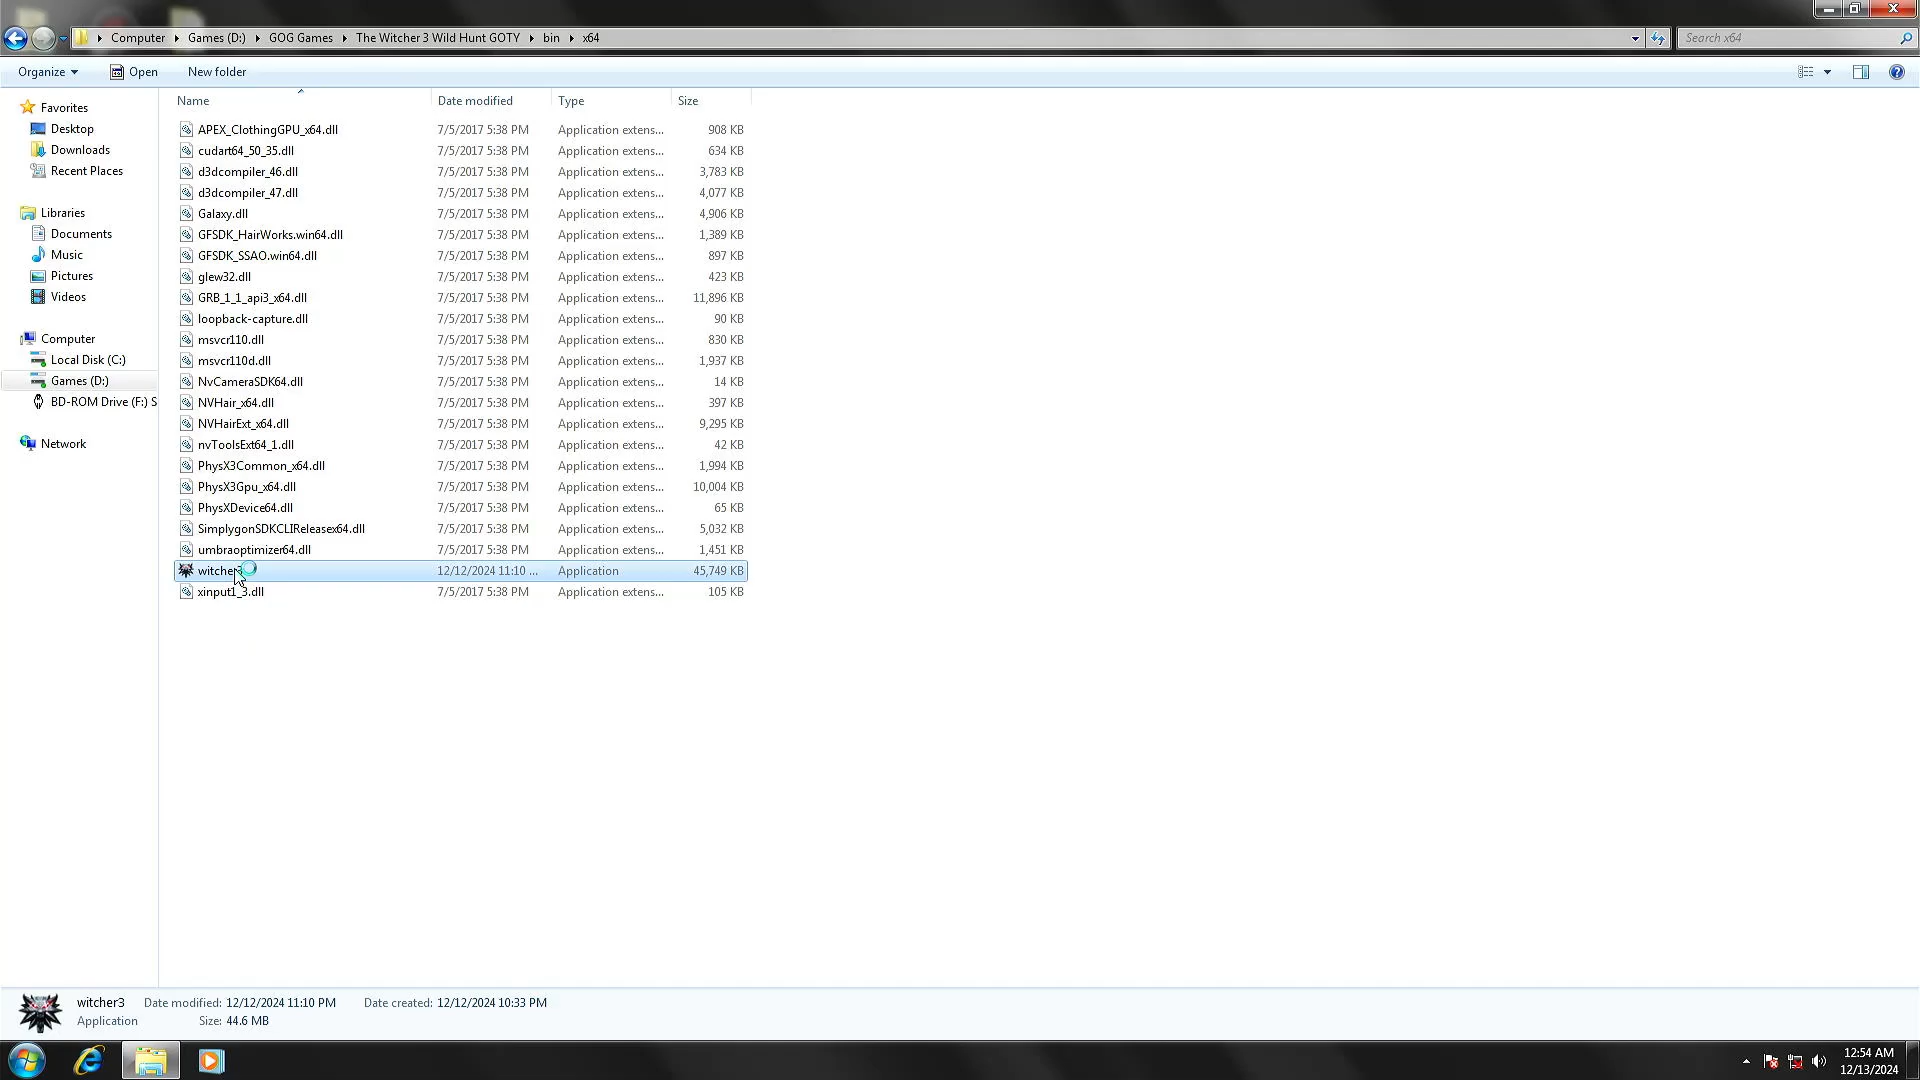 Computer Games (D:) GOG Games The Witcher 3 Wild Hunt GOTY bin x64 Search x64
Organize Open New folder
Name Date modified Type Size
Favorites
Desktop
Downloads
Recent Places
Libraries
Documents
Music
Pictures
Videos
Computer
Local Disk (C:)
Games (D:)
BD-ROM Drive (F:) S
Network
APEX_ClothingGPU_x64.dll 7/5/2017 5:38 PM Application extens... 908 KB
cudart64_50_35.dll 7/5/2017 5:38 PM Application extens... 634 KB
d3dcompiler_46.dll 7/5/2017 5:38 PM Application extens... 3,783 KB
d3dcompiler_47.dll 7/5/2017 5:38 PM Application extens... 4,077 KB
Galaxy.dll 7/5/2017 5:38 PM Application extens... 4,906 KB
GFSDK_HairWorks.win64.dll 7/5/2017 5:38 PM Application extens... 1,389 KB
GFSDK_SSAO.win64.dll 7/5/2017 5:38 PM Application extens... 897 KB
glew32.dll 7/5/2017 5:38 PM Application extens... 423 KB
GRB_1_1_api3_x64.dll 7/5/2017 5:38 PM Application extens... 11,896 KB
loopback-capture.dll 7/5/2017 5:38 PM Application extens... 90 KB
msvcr110.dll 7/5/2017 5:38 PM Application extens... 830 KB
msvcr110d.dll 7/5/2017 5:38 PM Application extens... 1,937 KB
NvCameraSDK64.dll 7/5/2017 5:38 PM Application extens... 14 KB
NVHair_x64.dll 7/5/2017 5:38 PM Application extens... 397 KB
NVHairExt_x64.dll 7/5/2017 5:38 PM Application extens... 9,295 KB
nvToolsExt64_1.dll 7/5/2017 5:38 PM Application extens... 42 KB
PhysX3Common_x64.dll 7/5/2017 5:38 PM Application extens... 1,994 KB
PhysX3Gpu_x64.dll 7/5/2017 5:38 PM Application extens... 10,004 KB
PhysXDevice64.dll 7/5/2017 5:38 PM Application extens... 65 KB
SimplygonSDKCLIReleasex64.dll 7/5/2017 5:38 PM Application extens... 5,032 KB
umbraoptimizer64.dll 7/5/2017 5:38 PM Application extens... 1,451 KB
witcher3 12/12/2024 11:10 ... Application 45,749 KB
xinput1_3.dll 7/5/2017 5:38 PM Application extens... 105 KB
witcher3 Date modified: 12/12/2024 11:10 PM Date created: 12/12/2024 10:33 PM
Application Size: 44.6 MB
12:54 AM
12/13/2024